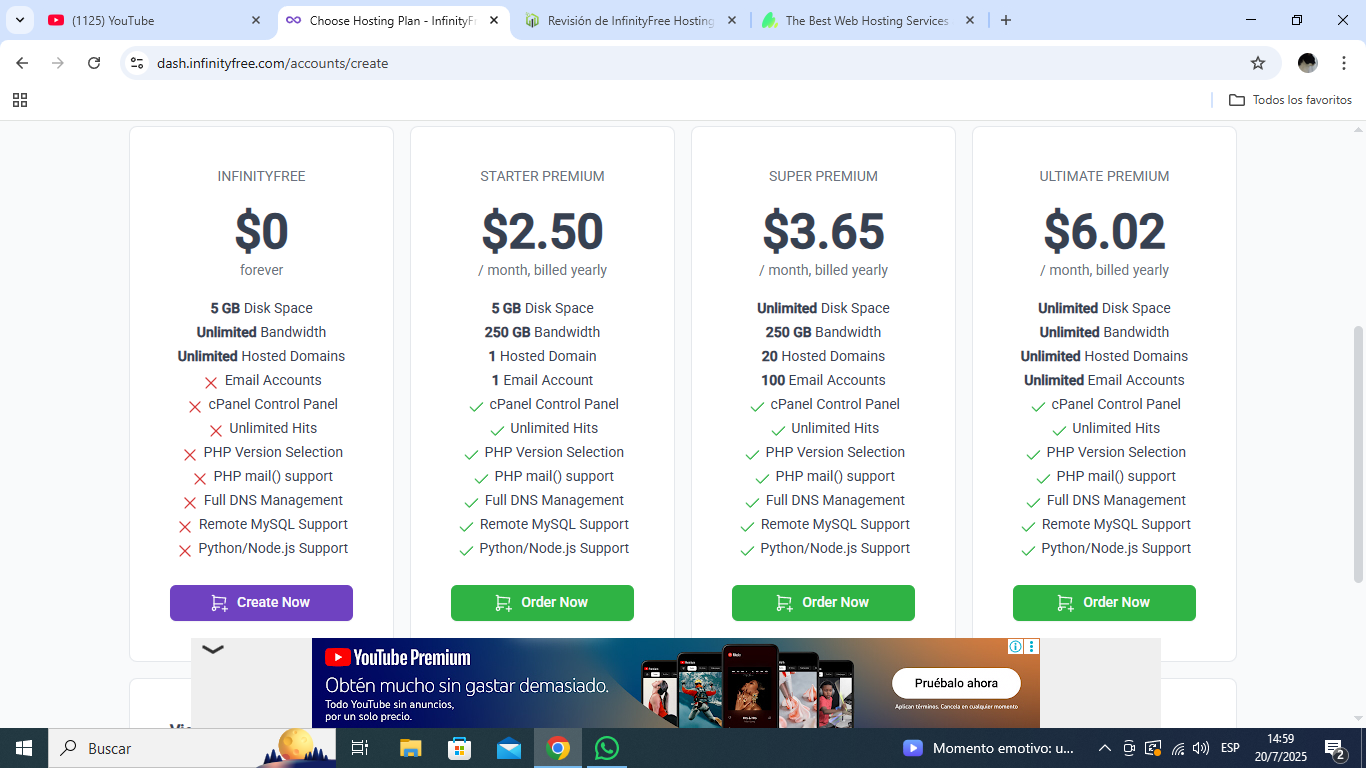 (1125) YouTube
Choose Hosting Plan - InfinityFr
Revisión de InfinityFree Hosting
The Best Web Hosting Services
dash.infinityfree.com/accounts/create
Todos los favoritos
INFINITYFREE
$0
forever
5 GB Disk Space
Unlimited Bandwidth
Unlimited Hosted Domains
Email Accounts
cPanel Control Panel
Unlimited Hits
PHP Version Selection
PHP mail() support
Full DNS Management
Remote MySQL Support
Python/Node.js Support
Create Now
STARTER PREMIUM
$2.50
/ month, billed yearly
5 GB Disk Space
250 GB Bandwidth
1 Hosted Domain
1 Email Account
cPanel Control Panel
Unlimited Hits
PHP Version Selection
PHP mail() support
Full DNS Management
Remote MySQL Support
Python/Node.js Support
Order Now
SUPER PREMIUM
$3.65
/ month, billed yearly
Unlimited Disk Space
250 GB Bandwidth
20 Hosted Domains
100 Email Accounts
cPanel Control Panel
Unlimited Hits
PHP Version Selection
PHP mail() support
Full DNS Management
Remote MySQL Support
Python/Node.js Support
Order Now
ULTIMATE PREMIUM
$6.02
/ month, billed yearly
Unlimited Disk Space
Unlimited Bandwidth
Unlimited Hosted Domains
Unlimited Email Accounts
cPanel Control Panel
Unlimited Hits
PHP Version Selection
PHP mail() support
Full DNS Management
Remote MySQL Support
Python/Node.js Support
Order Now
YouTube Premium
Obtén mucho sin gastar demasiado.
Todo YouTube sin anuncios,
por un solo precio.
Pruébalo ahora
Aplican términos. Cancela en cualquier momento
Buscar
Momento emotivo: u...
ESP
14:59
20/7/2025
2